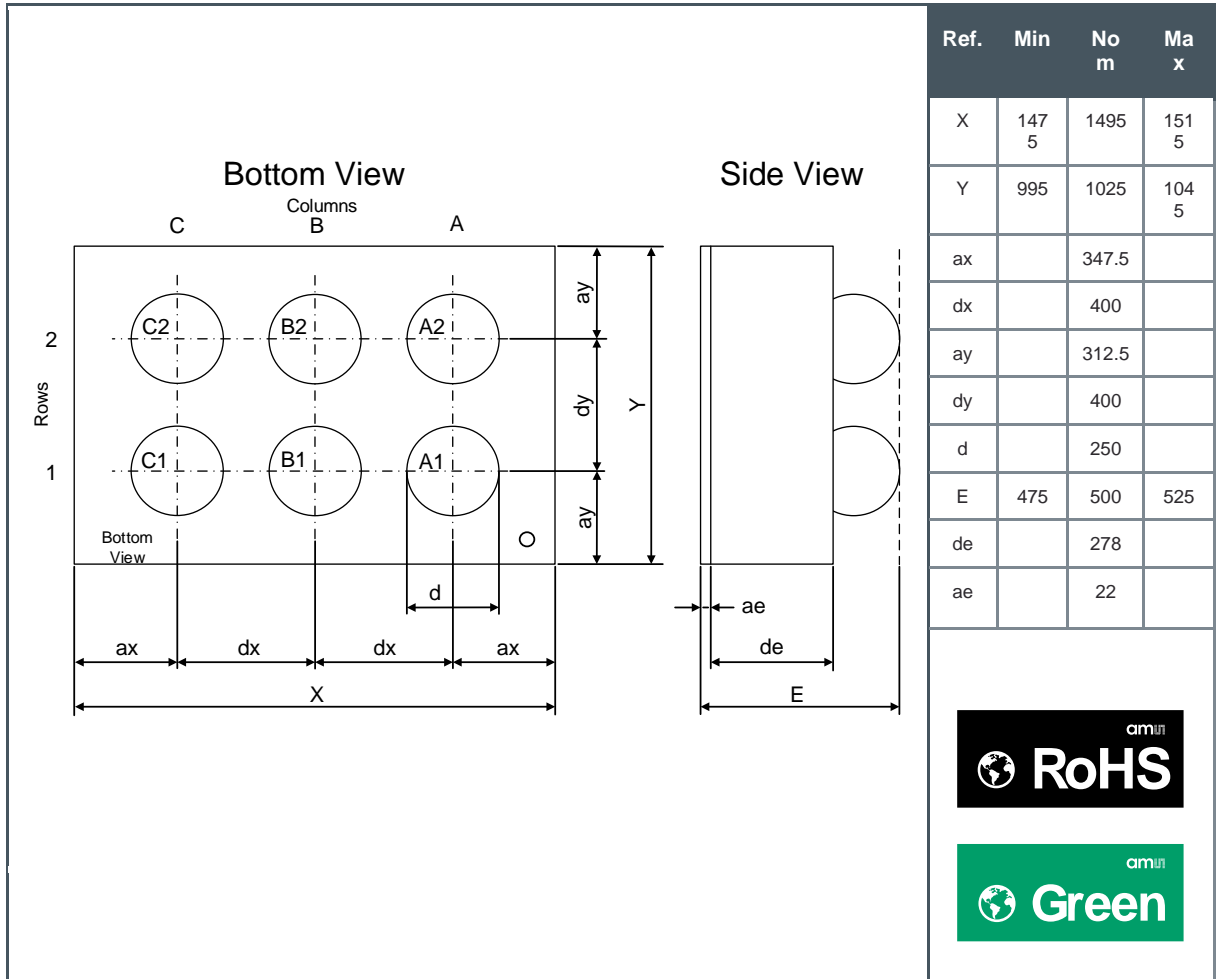 Bottom View
Columns
C B A
C2 B2 A2
2
Rows
C1 B1 A1
1
Bottom
View
d
ax dx dx ax
X
ay
dy
ay
Y
Side View
ae
de
E
Ref. Min No
m Ma
x
X 147
5 1495 151
5
Y 995 1025 104
5
ax 347.5
dx 400
ay 312.5
dy 400
d 250
E 475 500 525
de 278
ae 22
am
RoHS
am
Green